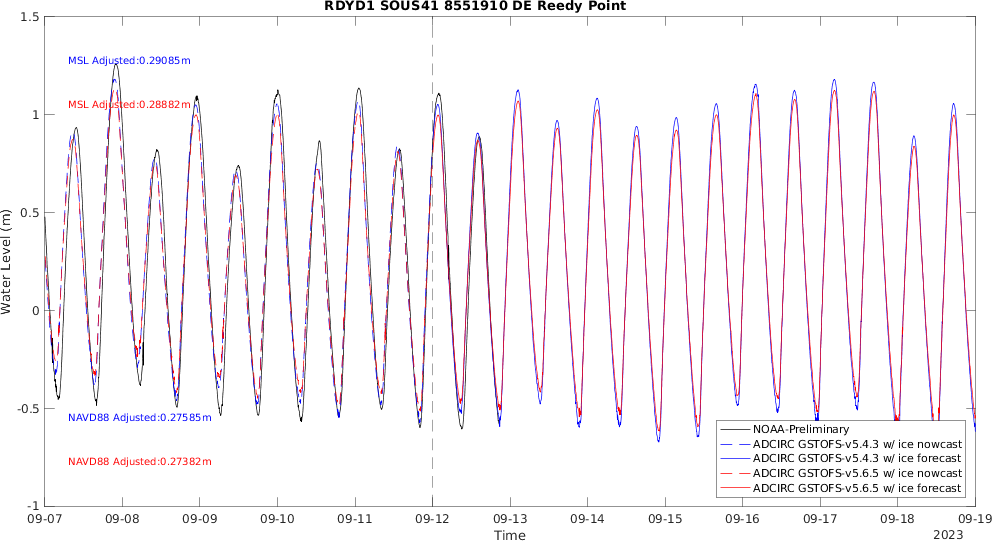 RDYD1 SOUS41 8551910 DE Reedy Point
1.5
1
0.5
0
-0.5
-1
Water Level (m)
MSL Adjusted:0.29085m
MSL Adjusted:0.28882m
NAVD88 Adjusted:0.27585m
NAVD88 Adjusted:0.27382m
NOAA-Preliminary
ADCIRC GSTOFS-v5.4.3 w/ ice nowcast
ADCIRC GSTOFS-v5.4.3 w/ ice forecast
ADCIRC GSTOFS-v5.6.5 w/ ice nowcast
ADCIRC GSTOFS-v5.6.5 w/ ice forecast
09-07 09-08 09-09 09-10 09-11 09-12 09-13 09-14 09-15 09-16 09-17 09-18 09-19
Time
2023